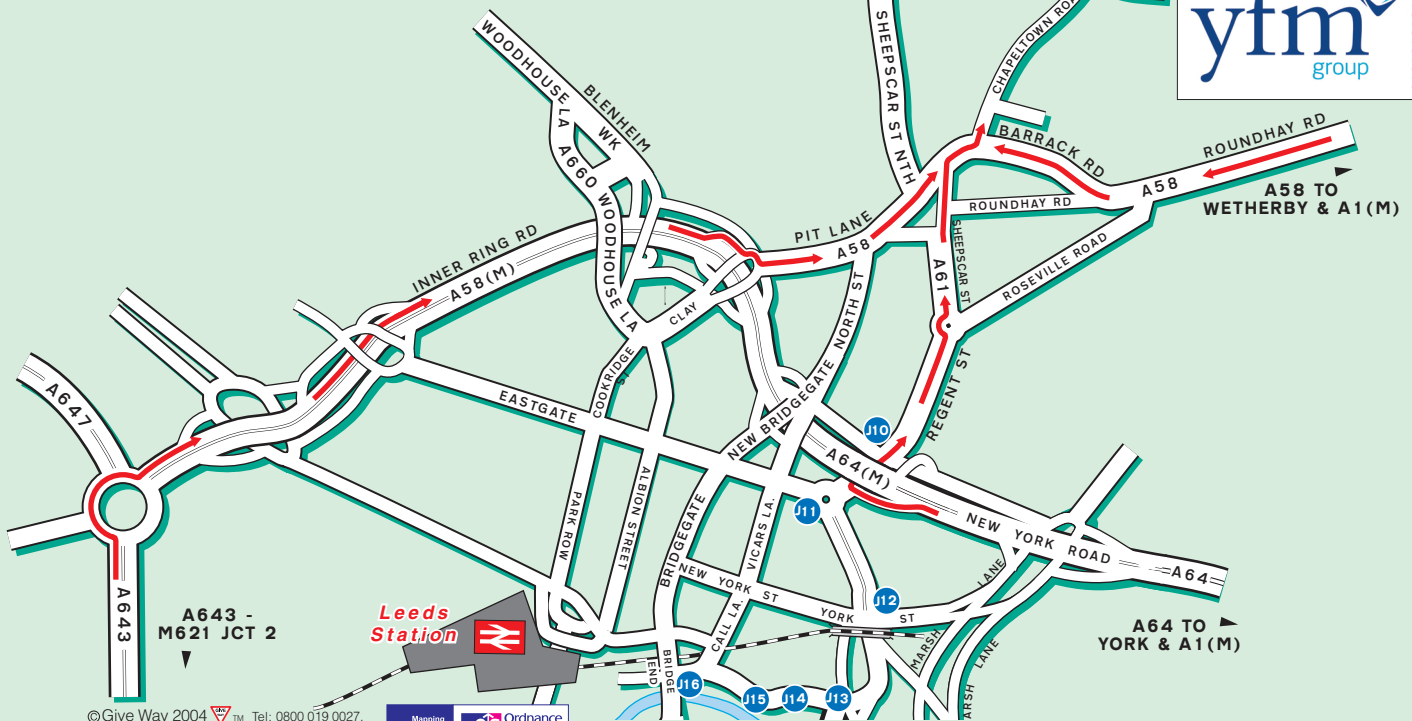 SHEEPSCAR ST NTH
CHAPELTOWN ROAD
yfm
group
WOODHOUSE LA
BLENHEIM
WK
A660
WOODHOUSE LA
BARRACK RD
ROUNDHAY RD
A58
A58 TO
WETHERBY & A1(M)
ROUNDHAY RD
PIT LANE
A58
INNER RING RD
A58(M)
SHEEPSCAR ST
A61
ROSEVILLE ROAD
CLAY
NORTH ST
COOKRIDGE
ST
EASTGATE
A647
REGENT ST
NEW BRIDGEGATE
J10
A64(M)
ALBION STREET
PARK ROW
BRIDGEGATE
VICARS LA.
J11
NEW YORK ROAD
A64
NEW YORK ST
YORK ST
LANE
J12
A643
A643 -
M621 JCT 2
Leeds
Station
CALL LA.
MARSH
LANE
ARSH
A64 TO
YORK & A1(M)
BRIDGE
END
J16
J15
J14
J13
©Give Way 2004 TM Tel: 0800 019 0027.
Mapping
Ordnance